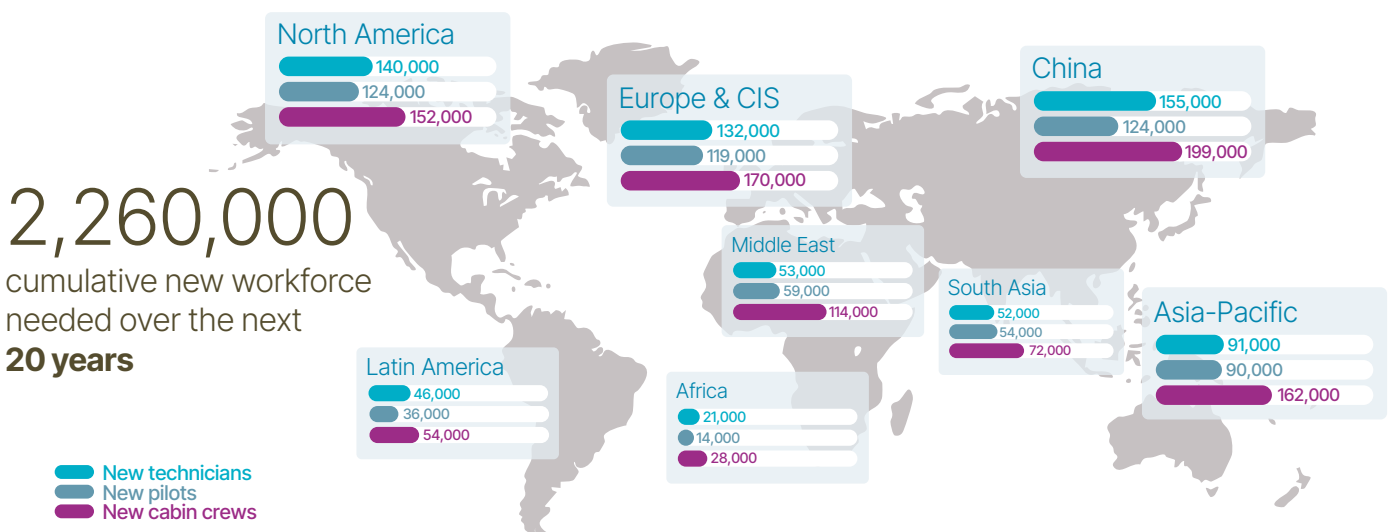 North America
140,000
124,000
152,000
Europe & CIS
132,000
119,000
170,000
China
155,000
124,000
199,000
2,260,000
cumulative new workforce
needed over the next
20 years
Middle East
53,000
59,000
114,000
South Asia
52,000
54,000
72,000
Asia-Pacific
91,000
90,000
162,000
Latin America
46,000
36,000
54,000
Africa
21,000
14,000
28,000
New technicians
New pilots
New cabin crews